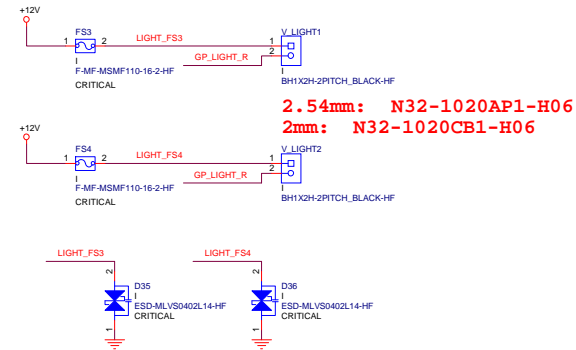 +12V
FS3
1
2
LIGHT_FS3
V_LIGHT1
1
2
GP_LIGHT_R
I
F-MF-MSMF110-16-2-HF
CRITICAL
I
BH1X2H-2PITCH_BLACK-HF
2.54mm: N32-1020AP1-H06
2mm: N32-1020CB1-H06
+12V
FS4
1
2
LIGHT_FS4
V_LIGHT2
1
2
GP_LIGHT_R
I
F-MF-MSMF110-16-2-HF
CRITICAL
I
BH1X2H-2PITCH_BLACK-HF
LIGHT_FS3
2
D35
I
ESD-MLVS0402L14-HF
CRITICAL
1
LIGHT_FS4
2
D36
I
ESD-MLVS0402L14-HF
CRITICAL
1